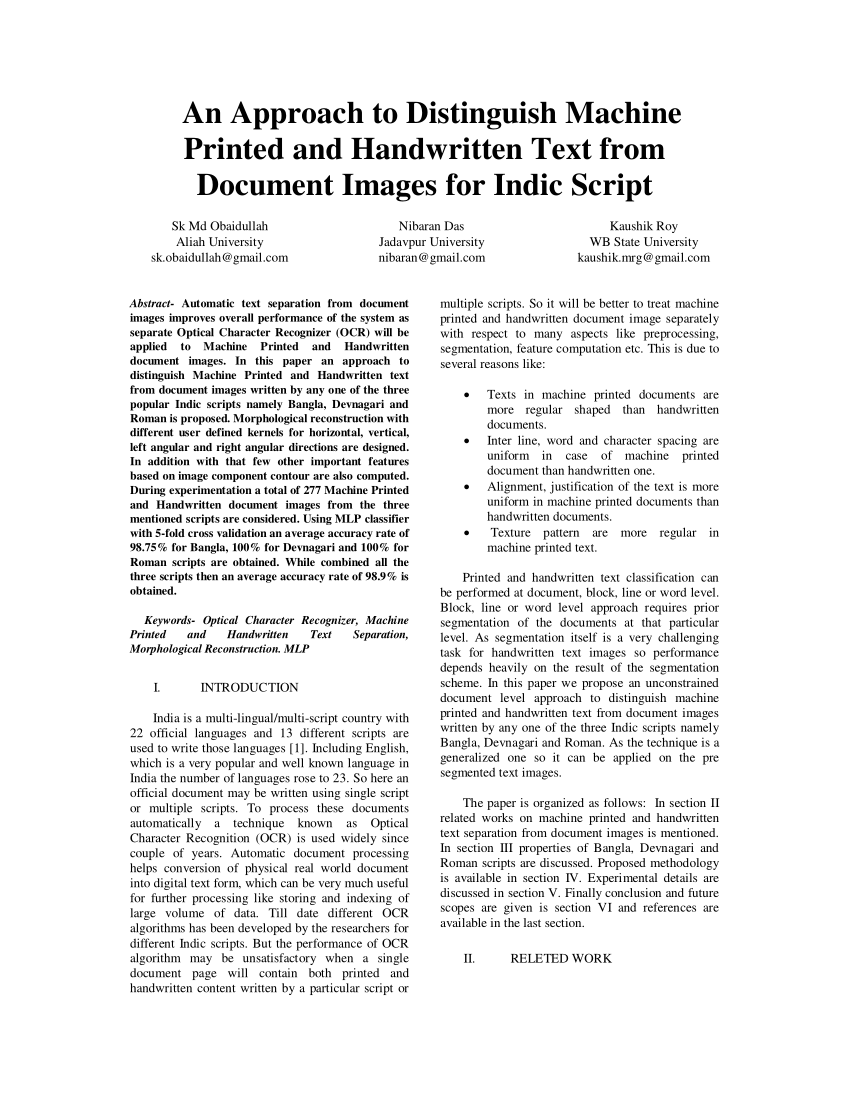 An Approach to Distinguish Machine
Printed and Handwritten Text from
Document Images for Indic Script
Sk Md Obaidullah
Aliah University
sk.obaidullah@gmail.com
Nibaran Das
Jadavpur University
nibaran@gmail.com
Kaushik Roy
WB State University
kaushik.mrg@gmail.com
Abstract- Automatic text separation from document
images improves overall performance of the system as
separate Optical Character Recognizer (OCR) will be
applied to Machine Printed and Handwritten
document images. In this paper an approach to
distinguish Machine Printed and Handwritten text
from document images written by any one of the three
popular Indic scripts namely Bangla, Devnagari and
Roman is proposed. Morphological reconstruction with
different user defined kernels for horizontal, vertical,
left angular and right angular directions are designed.
In addition with that few other important features
based on image component contour are also computed.
During experimentation a total of 277 Machine Printed
and Handwritten document images from the three
mentioned scripts are considered. Using MLP classifier
with 5-fold cross validation an average accuracy rate of
98.75% for Bangla, 100% for Devnagari and 100% for
Roman scripts are obtained. While combined all the
three scripts then an average accuracy rate of 98.9% is
obtained.
Keywords- Optical Character Recognizer, Machine
Printed and Handwritten Text Separation,
Morphological Reconstruction. MLP
I. INTRODUCTION
India is a multi-lingual/multi-script country with
22 official languages and 13 different scripts are
used to write those languages [1]. Including English,
which is a very popular and well known language in
India the number of languages rose to 23. So here an
official document may be written using single script
or multiple scripts. To process these documents
automatically a technique known as Optical
Character Recognition (OCR) is used widely since
couple of years. Automatic document processing
helps conversion of physical real world document
into digital text form, which can be very much useful
for further processing like storing and indexing of
large volume of data. Till date different OCR
algorithms has been developed by the researchers for
different Indic scripts. But the performance of OCR
algorithm may be unsatisfactory when a single
document page will contain both printed and
handwritten content written by a particular script or
multiple scripts. So it will be better to treat machine
printed and handwritten document image separately
with respect to many aspects like preprocessing,
segmentation, feature computation etc. This is due to
several reasons like:
• Texts in machine printed documents are
more regular shaped than handwritten
documents.
• Inter line, word and character spacing are
uniform in case of machine printed
document than handwritten one.
• Alignment, justification of the text is more
uniform in machine printed documents than
handwritten documents.
• Texture pattern are more regular in
machine printed text.
Printed and handwritten text classification can
be performed at document, block, line or word level.
Block, line or word level approach requires prior
segmentation of the documents at that particular
level. As segmentation itself is a very challenging
task for handwritten text images so performance
depends heavily on the result of the segmentation
scheme. In this paper we propose an unconstrained
document level approach to distinguish machine
printed and handwritten text from document images
written by any one of the three Indic scripts namely
Bangla, Devnagari and Roman. As the technique is a
generalized one so it can be applied on the pre
segmented text images.
The paper is organized as follows: In section II
related works on machine printed and handwritten
text separation from document images is mentioned.
In section III properties of Bangla, Devnagari and
Roman scripts are discussed. Proposed methodology
is available in section IV. Experimental details are
discussed in section V. Finally conclusion and future
scopes are given is section VI and references are
available in the last section.
II. RELETED WORK